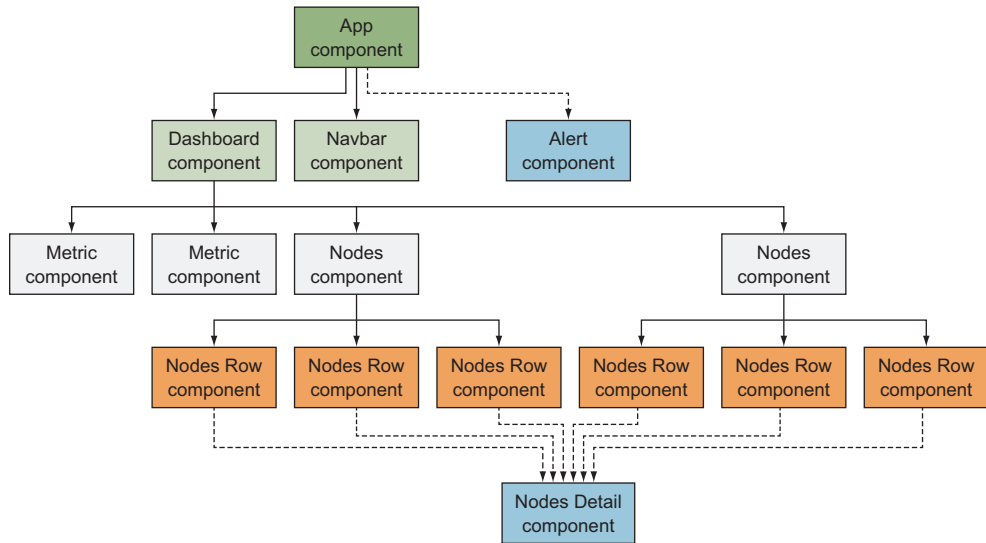 App
component
Dashboard
component
Navbar
component
Alert
component
Metric
component
Metric
component
Nodes
component
Nodes
component
Nodes Row
component
Nodes Row
component
Nodes Row
component
Nodes Row
component
Nodes Row
component
Nodes Row
component
Nodes Detail
component